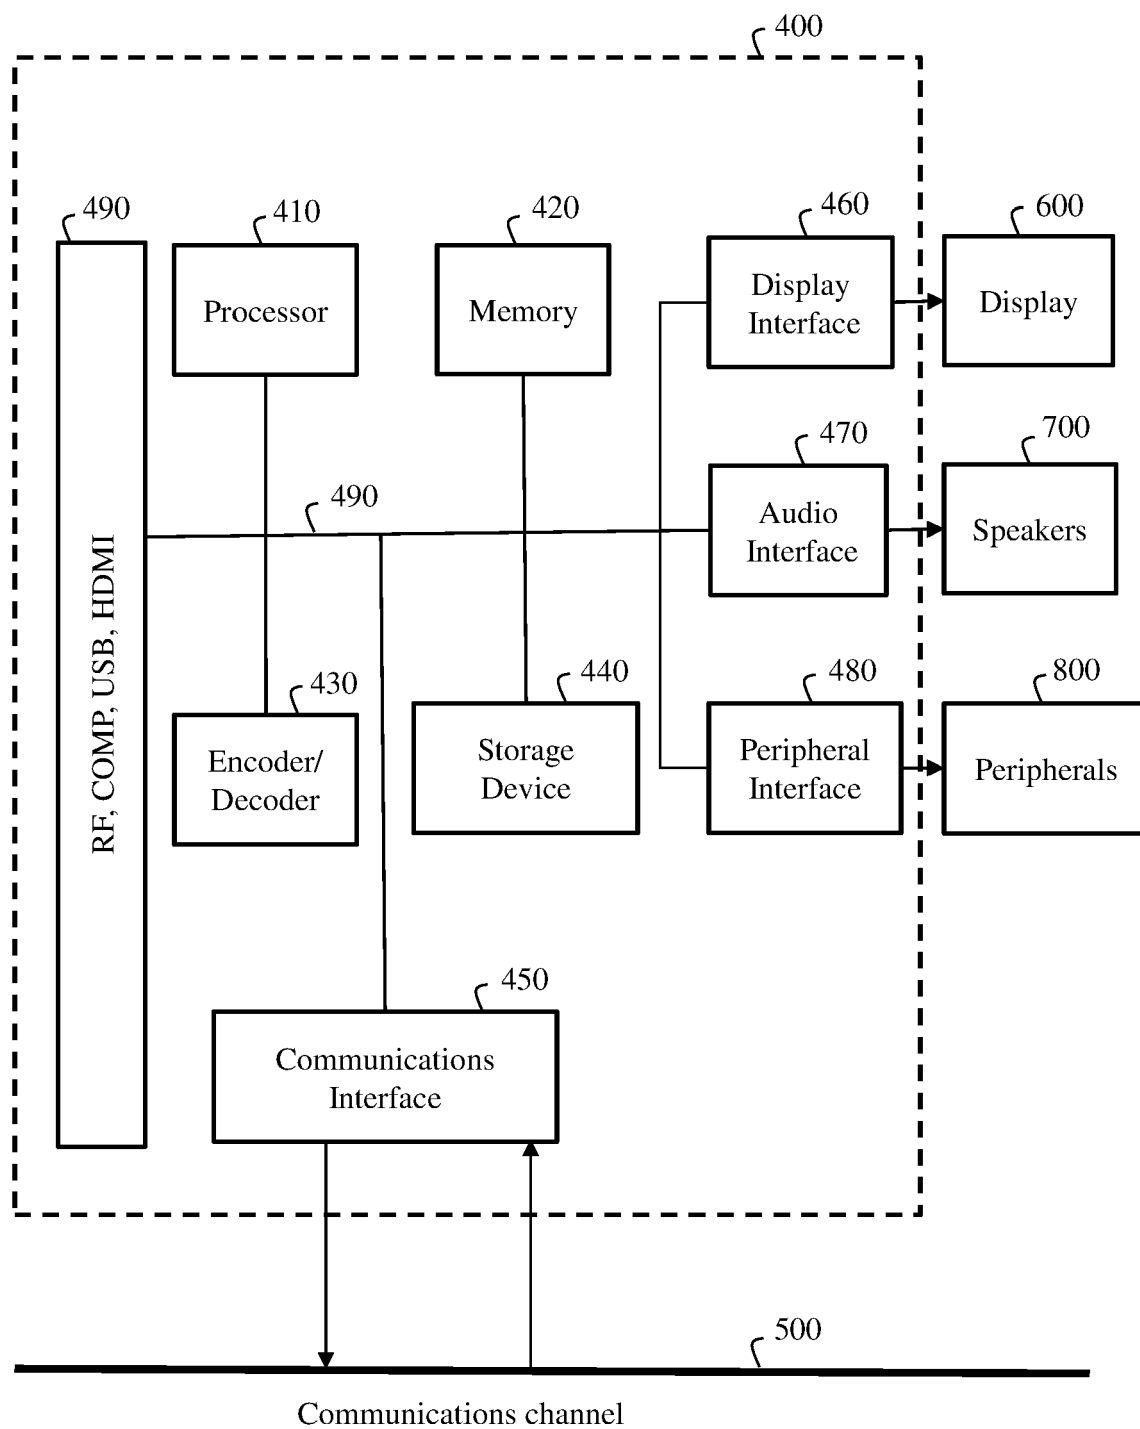 400
490
410
420
460
600
Processor
Memory
Display
Interface
Display
470
700
490
Audio
Interface
Speakers
RF, COMP, USB, HDMI
430
440
480
800
Encoder/
Decoder
Storage
Device
Peripheral
Interface
Peripherals
450
Communications
Interface
500
Communications channel